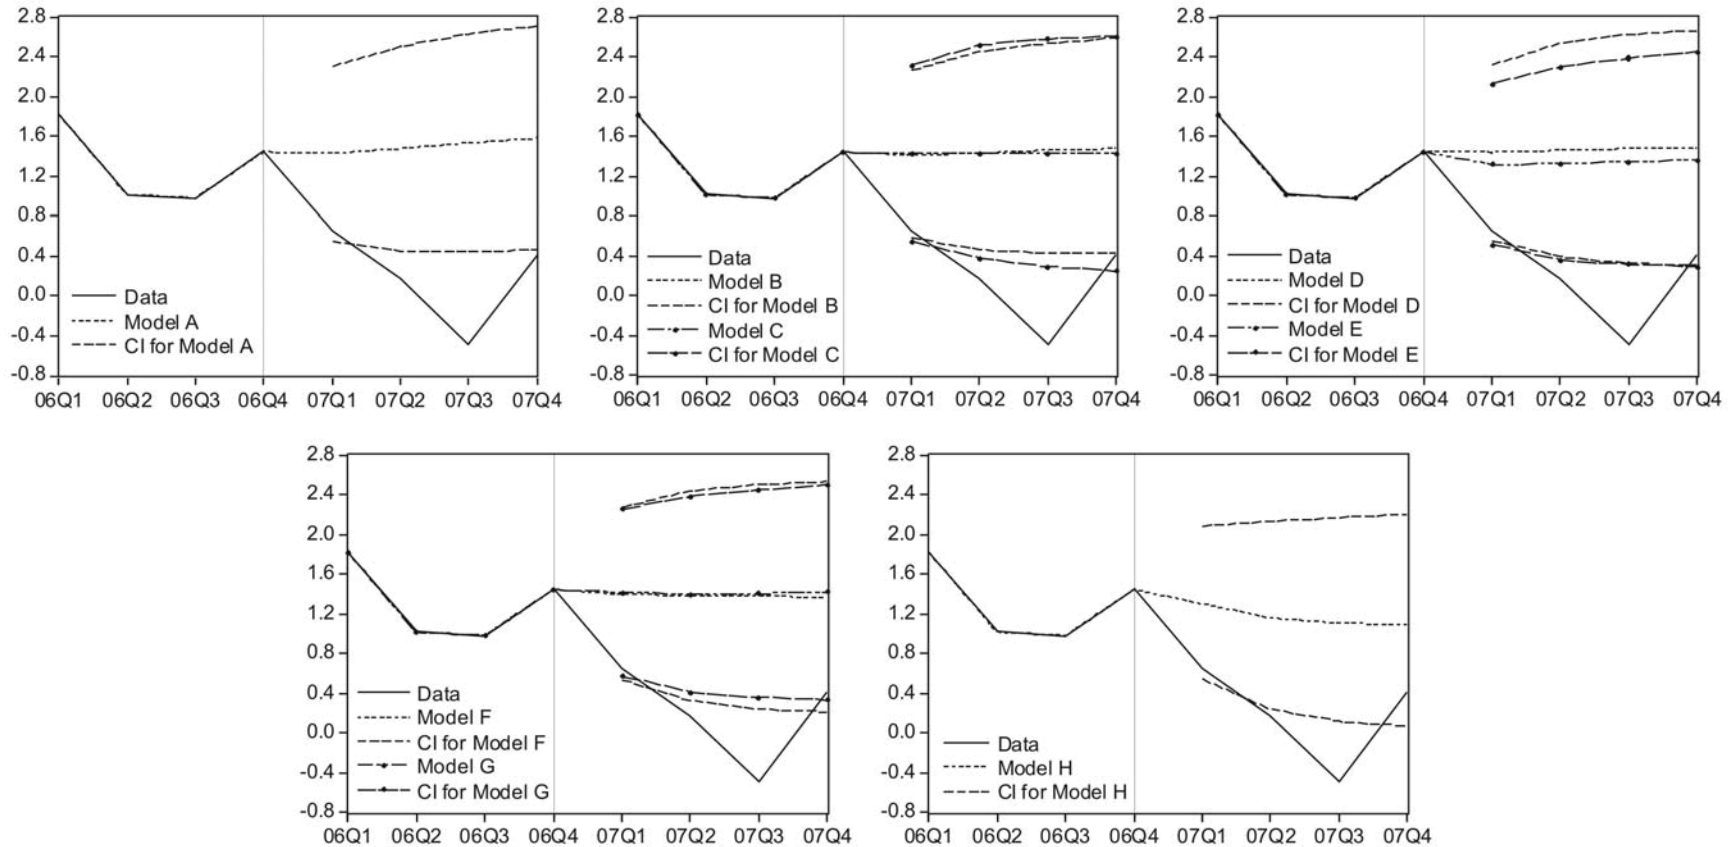 2.8
2.4
2.0
1.6
1.2
0.8
0.4
0.0
-0.4
-0.8
Data
Model A
CI for Model A
06Q1 06Q2 06Q3 06Q4 07Q1 07Q2 07Q3 07Q4
2.8
2.4
2.0
1.6
1.2
0.8
0.4
0.0
-0.4
-0.8
Data
Model B
CI for Model B
Model C
CI for Model C
06Q1 06Q2 06Q3 06Q4 07Q1 07Q2 07Q3 07Q4
2.8
2.4
2.0
1.6
1.2
0.8
0.4
0.0
-0.4
-0.8
Data
Model D
CI for Model D
Model E
CI for Model E
06Q1 06Q2 06Q3 06Q4 07Q1 07Q2 07Q3 07Q4
2.8
2.4
2.0
1.6
1.2
0.8
0.4
0.0
-0.4
-0.8
Data
Model F
CI for Model F
Model G
CI for Model G
06Q1 06Q2 06Q3 06Q4 07Q1 07Q2 07Q3 07Q4
2.8
2.4
2.0
1.6
1.2
0.8
0.4
0.0
-0.4
-0.8
Data
Model H
CI for Model H
06Q1 06Q2 06Q3 06Q4 07Q1 07Q2 07Q3 07Q4